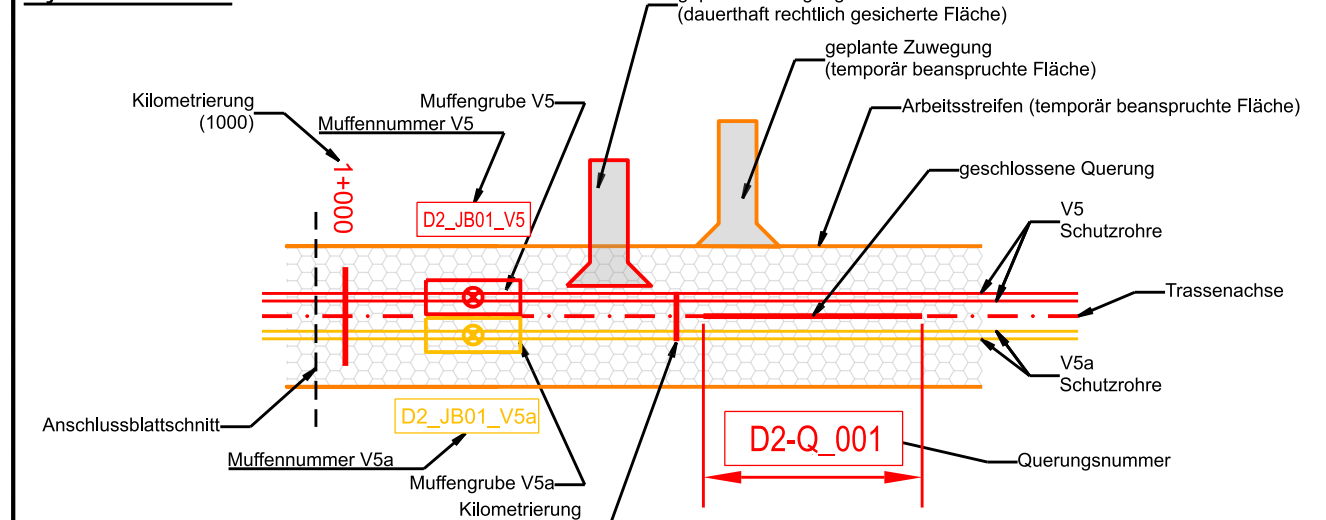 (dauerthaft rechtlich gesicherte Fläche)
geplante Zuwegung
(temporär beanspruchte Fläche)
Kilometrierung
(1000)
Muffengrube V5
Muffennummer V5
Arbeitsstreifen (temporär beanspruchte Fläche)
1+000
geschlossene Querung
D2_JB01_V5
V5
Schutzrohre
Trassenachse
V5a
Schutzrohre
Anschlussblattschnitt
D2_JB01_V5a
D2-Q_001
Muffennummer V5a
Muffengrube V5a
Querungsnummer
Kilometrierung